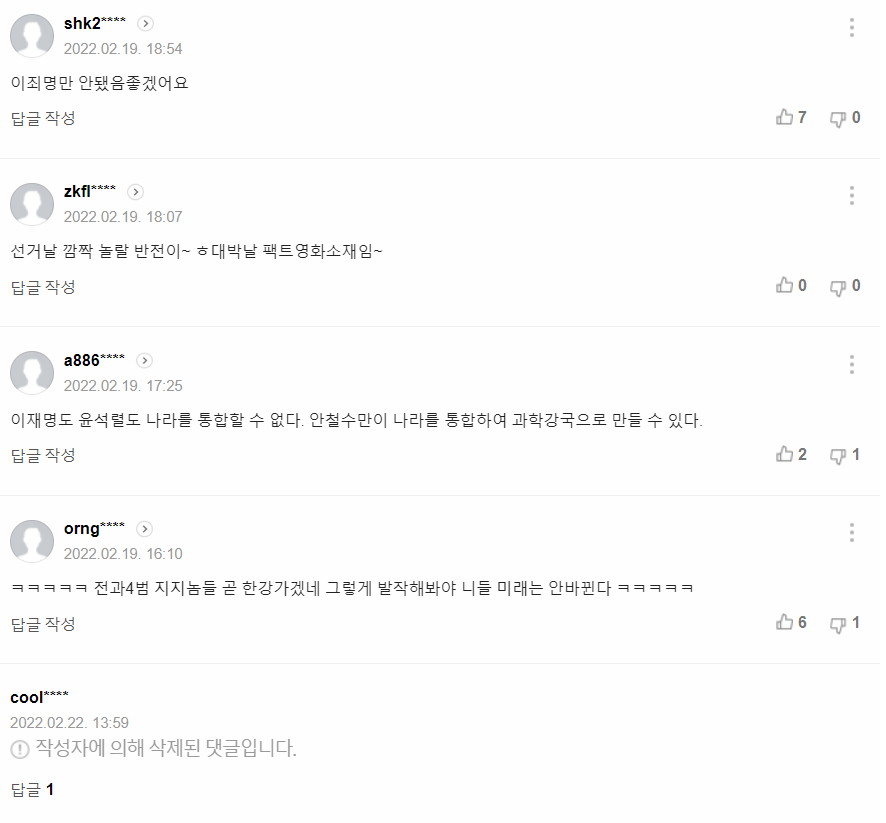 shk2****
2022.02.19. 18:54
이죄명만 안됐음좋겠어요
답글 작성
7 0
zkfl****
2022.02.19. 18:07
선거날 깜짝 놀랄 반전이~ ㅎ대박날 팩트영화소재임~
답글 작성
0 0
a886****
2022.02.19. 17:25
이재명도 윤석렬도 나라를 통합할 수 없다. 안철수만이 나라를 통합하여 과학강국으로 만들 수 있다.
답글 작성
2 1
orng****
2022.02.19. 16:10
ㅋㅋㅋㅋㅋ 전과4범 지지놈들 곧 한강가겠네 그렇게 발작해봐야 니들 미래는 안바뀐다 ㅋㅋㅋㅋㅋ
답글 작성
6 1
cool****
2022.02.22. 13:59
작성자에 의해 삭제된 댓글입니다.
답글 1